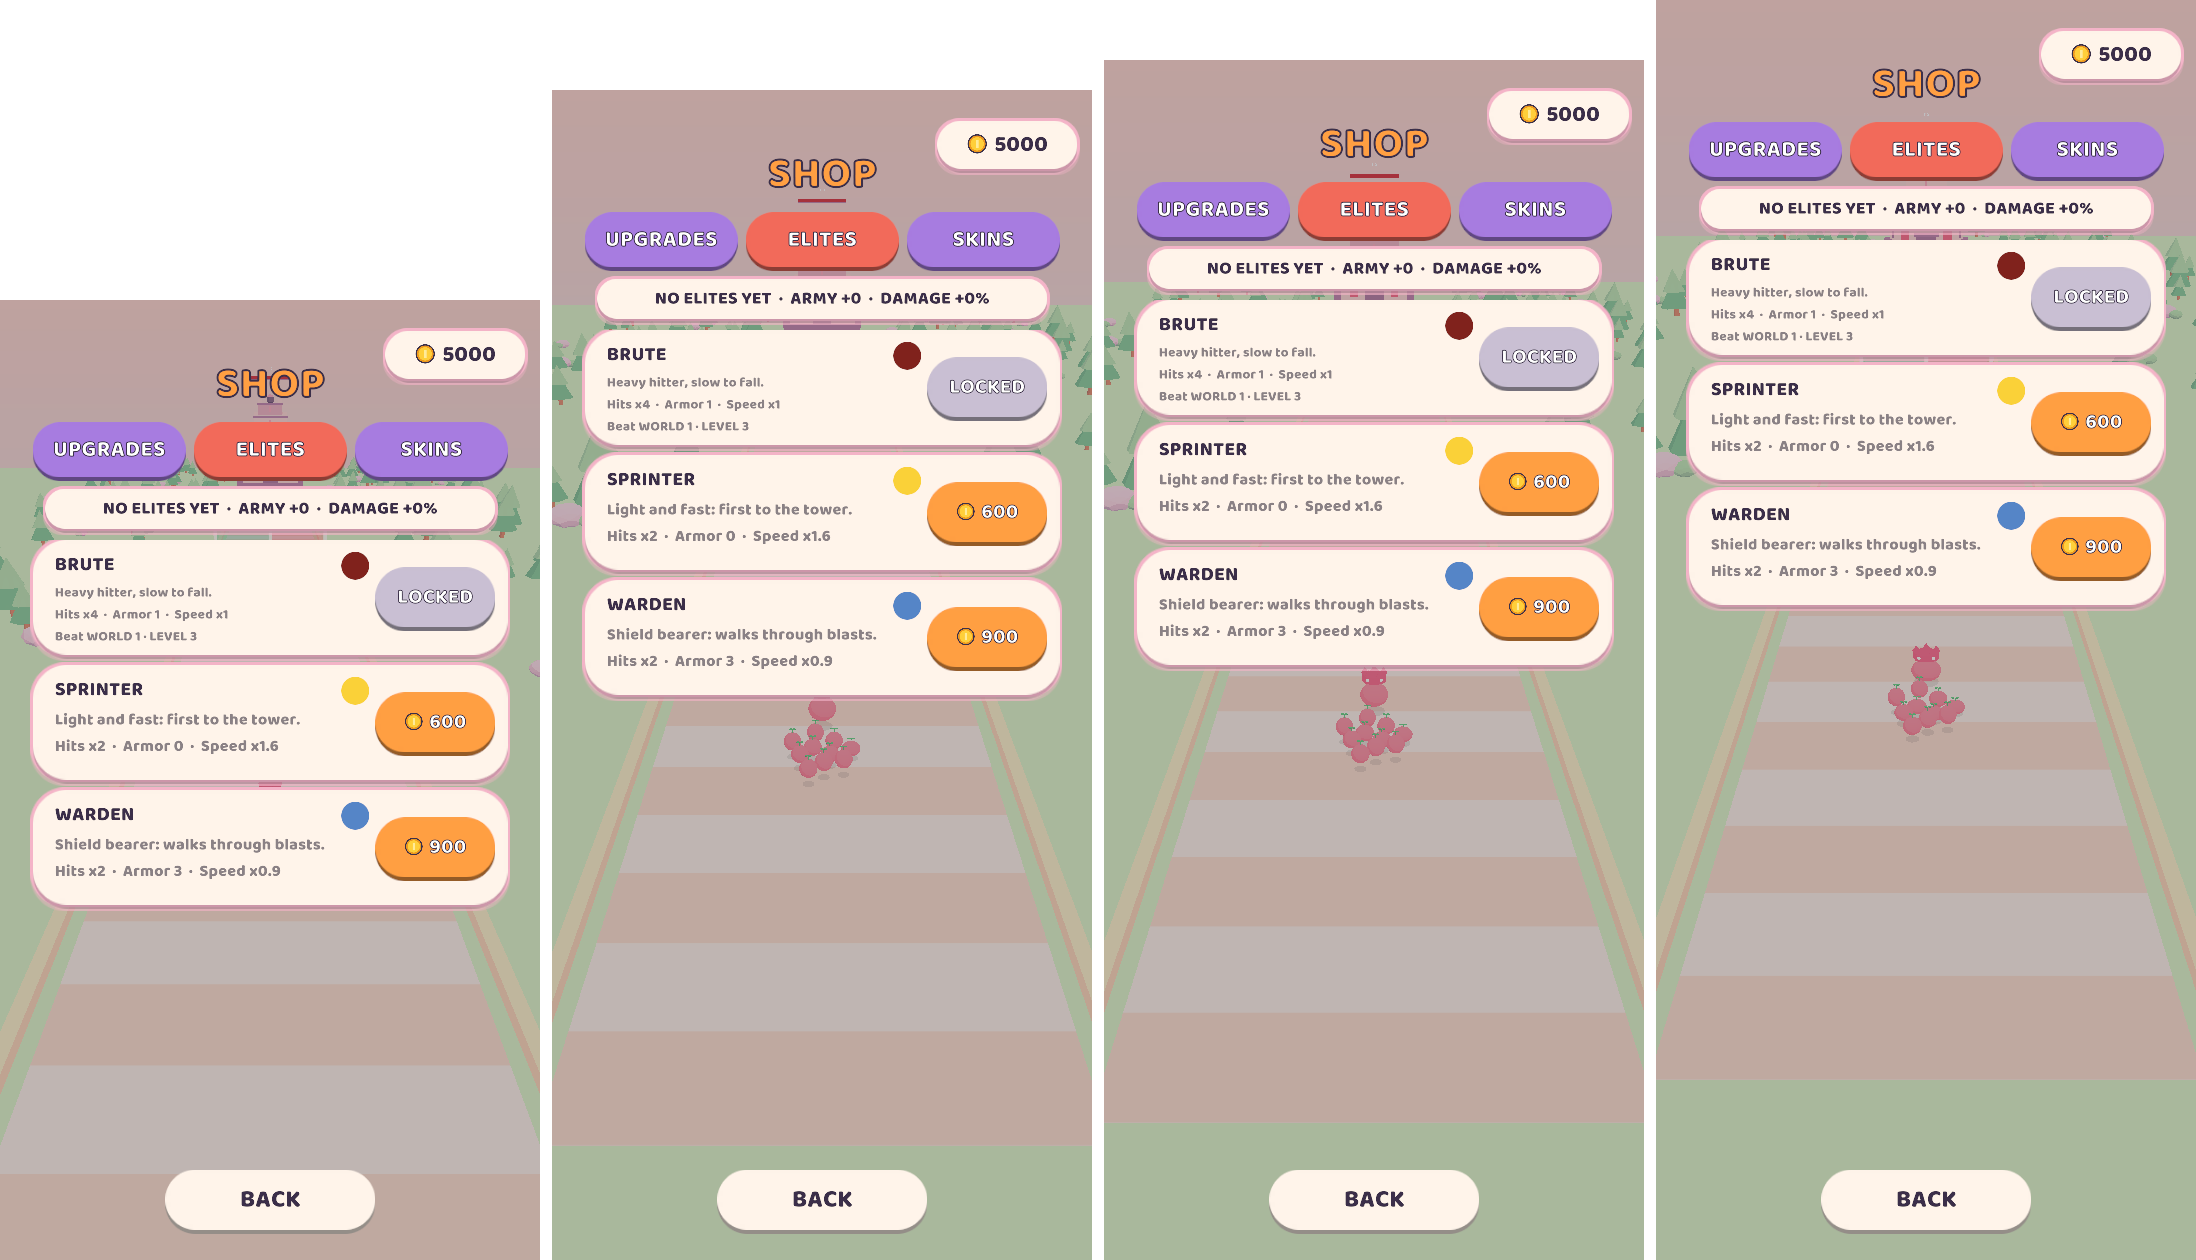 5000
SHOP
UPGRADES
ELITES
SKINS
NO ELITES YET · ARMY +0 · DAMAGE +0%
BRUTE
Heavy hitter, slow to fall.
Hits x4 · Armor 1 · Speed x1
Beat WORLD 1 · LEVEL 3
LOCKED
SPRINTER
Light and fast: first to the tower.
Hits x2 · Armor 0 · Speed x1.6
600
WARDEN
Shield bearer: walks through blasts.
Hits x2 · Armor 3 · Speed x0.9
900
BACK
5000
SHOP
UPGRADES
ELITES
SKINS
NO ELITES YET · ARMY +0 · DAMAGE +0%
BRUTE
Heavy hitter, slow to fall.
Hits x4 · Armor 1 · Speed x1
Beat WORLD 1 · LEVEL 3
LOCKED
SPRINTER
Light and fast: first to the tower.
Hits x2 · Armor 0 · Speed x1.6
600
WARDEN
Shield bearer: walks through blasts.
Hits x2 · Armor 3 · Speed x0.9
900
BACK
5000
SHOP
UPGRADES
ELITES
SKINS
NO ELITES YET · ARMY +0 · DAMAGE +0%
BRUTE
Heavy hitter, slow to fall.
Hits x4 · Armor 1 · Speed x1
Beat WORLD 1 · LEVEL 3
LOCKED
SPRINTER
Light and fast: first to the tower.
Hits x2 · Armor 0 · Speed x1.6
600
WARDEN
Shield bearer: walks through blasts.
Hits x2 · Armor 3 · Speed x0.9
900
BACK
5000
SHOP
UPGRADES
ELITES
SKINS
NO ELITES YET · ARMY +0 · DAMAGE +0%
BRUTE
Heavy hitter, slow to fall.
Hits x4 · Armor 1 · Speed x1
Beat WORLD 1 · LEVEL 3
LOCKED
SPRINTER
Light and fast: first to the tower.
Hits x2 · Armor 0 · Speed x1.6
600
WARDEN
Shield bearer: walks through blasts.
Hits x2 · Armor 3 · Speed x0.9
900
BACK